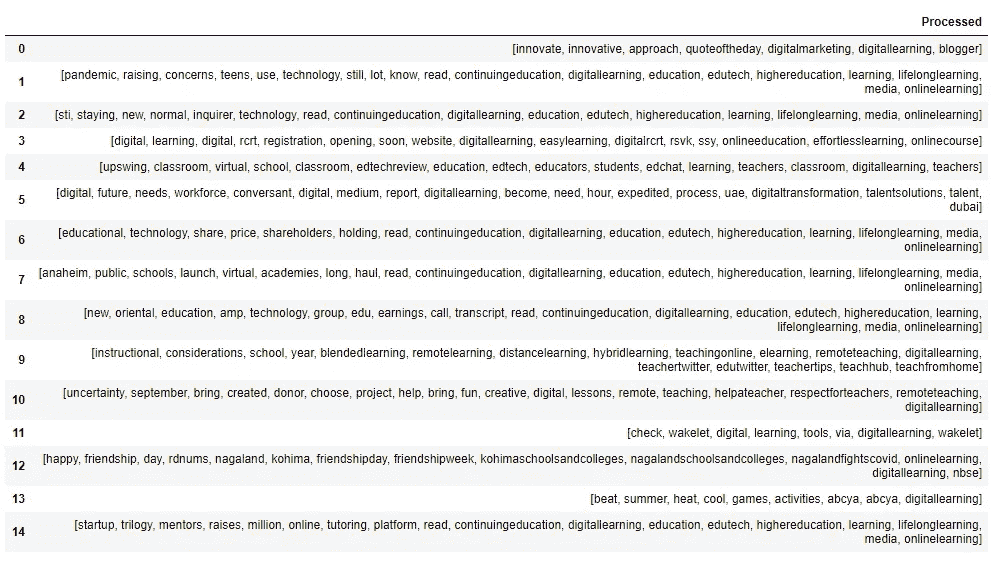 Processed
0 [innovate, innovative, approach, quoteoftheday, digitalmarketing, digitallearning, blogger]
1 [pandemic, raising, concerns, teens, use, technology, still, lot, know, read, continuingeducation, digitallearning, education, edutech, highereducation, learning, lifelonglearning,
media, onlinelearning]
2 [sti, staying, new, normal, inquirer, technology, read, continuingeducation, digitallearning, education, edutech, highereducation, learning, lifelonglearning, media, onlinelearning]
3 [digital, learning, digital, rcrt, registration, opening, soon, website, digitallearning, easylearning, digitalrcrt, rsvk, ssy, onlineeducation, effortlesslearning, onlinecourse]
4 [upswing, classroom, virtual, school, classroom, edtechreview, education, edtech, educators, students, edchat, learning, teachers, classroom, digitallearning, teachers]
5 [digital, future, needs, workforce, conversant, digital, medium, report, digitallearning, become, need, hour, expedited, process, uae, digitaltransformation, talentsolutions, talent,
dubai]
6 [educational, technology, share, price, shareholders, holding, read, continuingeducation, digitallearning, education, edutech, highereducation, learning, lifelonglearning, media,
onlinelearning]
7 [anaheim, public, schools, launch, virtual, academies, long, haul, read, continuingeducation, digitallearning, education, edutech, highereducation, learning, lifelonglearning, media,
onlinelearning]
8 [new, oriental, education, amp, technology, group, edu, earnings, call, transcript, read, continuingeducation, digitallearning, education, edutech, highereducation, learning,
lifelonglearning, media, onlinelearning]
9 [instructional, considerations, school, year, blendedlearning, remotelearning, distancelearning, hybridlearning, teachingonline, elearning, remoteteaching, digitallearning,
teachertwitter, edutwitter, teachertips, teachhub, teachfromhome]
10 [uncertainty, september, bring, created, donor, choose, project, help, bring, fun, creative, digital, lessons, remote, teaching, helpateacher, respectforteachers, remoteteaching,
digitallearning]
11 [check, wakelet, digital, learning, tools, via, digitallearning, wakelet]
12 [happy, friendship, day, rdnums, nagaland, kohima, friendshipday, friendshipweek, kohimaschoolsandcolleges, nagalandschoolsandcolleges, nagalandfightscovid, onlinelearning,
digitallearning, nbse]
13 [beat, summer, heat, cool, games, activities, abcya, abcya, digitallearning]
14 [startup, trilogy, mentors, raises, million, online, tutoring, platform, read, continuingeducation, digitallearning, education, edutech, highereducation, learning, lifelonglearning,
media, onlinelearning]